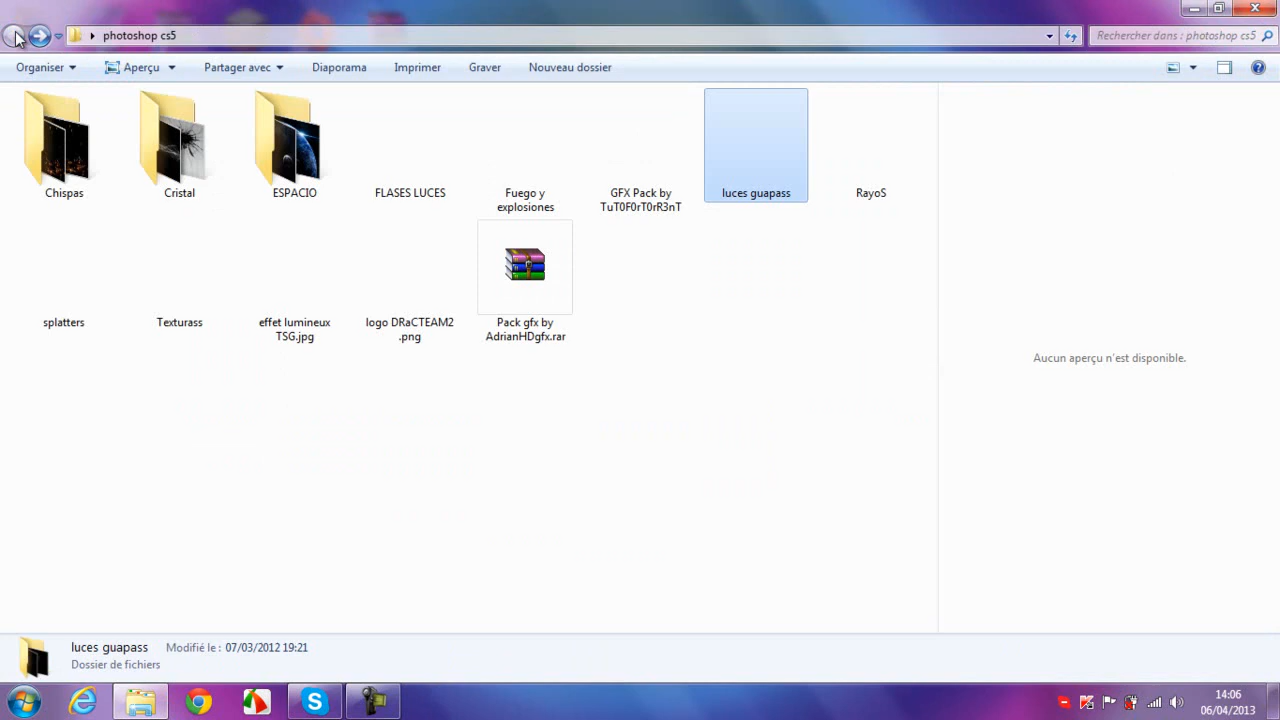 photoshop cs5
Rechercher dans : photoshop cs5
Organiser
Aperçu
Partager avec
Diaporama
Imprimer
Graver
Nouveau dossier
Chispas
Cristal
ESPACIO
FLASES LUCES
Fuego y
explosiones
GFX Pack by
TuT0F0rT0rR3nT
luces guapass
RayoS
splatters
Texturass
effet lumineux
TSG.jpg
logo DRaCTEAM2
.png
Pack gfx by
AdrianHDgfx.rar
Aucun aperçu n'est disponible.
luces guapass
Modifié le : 07/03/2012 19:21
Dossier de fichiers
14:06
06/04/2013